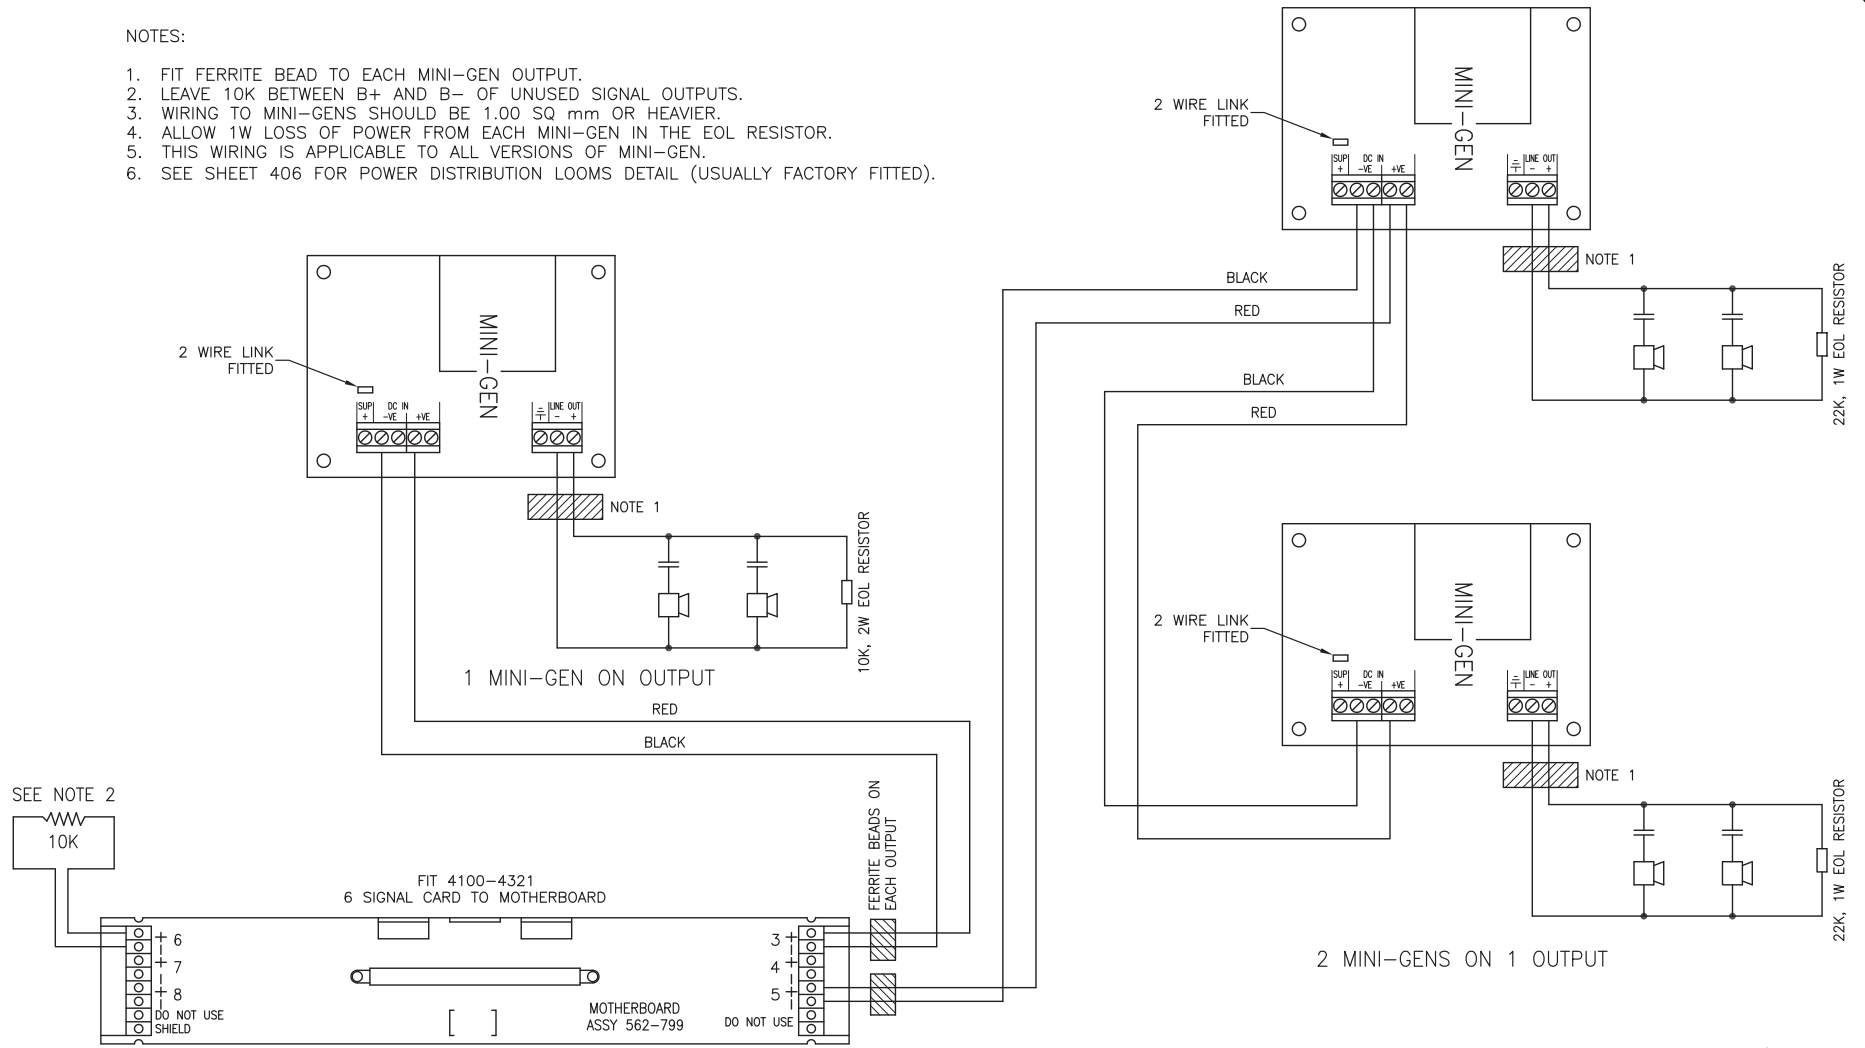 NOTES:
1. FIT FERRITE BEAD TO EACH MINI-GEN OUTPUT.
2. LEAVE 10K BETWEEN B+ AND B- OF UNUSED SIGNAL OUTPUTS.
3. WIRING TO MINI-GENS SHOULD BE 1.00 SQ mm OR HEAVIER.
4. ALLOW 1W LOSS OF POWER FROM EACH MINI-GEN IN THE EOL RESISTOR.
5. THIS WIRING IS APPLICABLE TO ALL VERSIONS OF MINI-GEN.
6. SEE SHEET 406 FOR POWER DISTRIBUTION LOOMS DETAIL (USUALLY FACTORY FITTED).
MINI-GEN
2 WIRE LINK
FITTED
SUP DC IN
+ -VE +VE
LINE OUT
- +
NOTE 1
10K, 2W EOL RESISTOR
1 MINI-GEN ON OUTPUT
RED
BLACK
MINI-GEN
2 WIRE LINK
FITTED
SUP DC IN
+ -VE +VE
LINE OUT
- +
NOTE 1
22K, 1W EOL RESISTOR
BLACK
RED
BLACK
RED
MINI-GEN
2 WIRE LINK
FITTED
SUP DC IN
+ -VE +VE
LINE OUT
- +
NOTE 1
22K, 1W EOL RESISTOR
2 MINI-GENS ON 1 OUTPUT
SEE NOTE 2
10K
FIT 4100-4321
6 SIGNAL CARD TO MOTHERBOARD
FERRITE BEADS ON
EACH OUTPUT
+ 6
-
+ 7
-
+ 8
-
DO NOT USE
SHIELD
MOTHERBOARD
ASSY 562-799
3 +
-
4 +
-
5 +
-
DO NOT USE